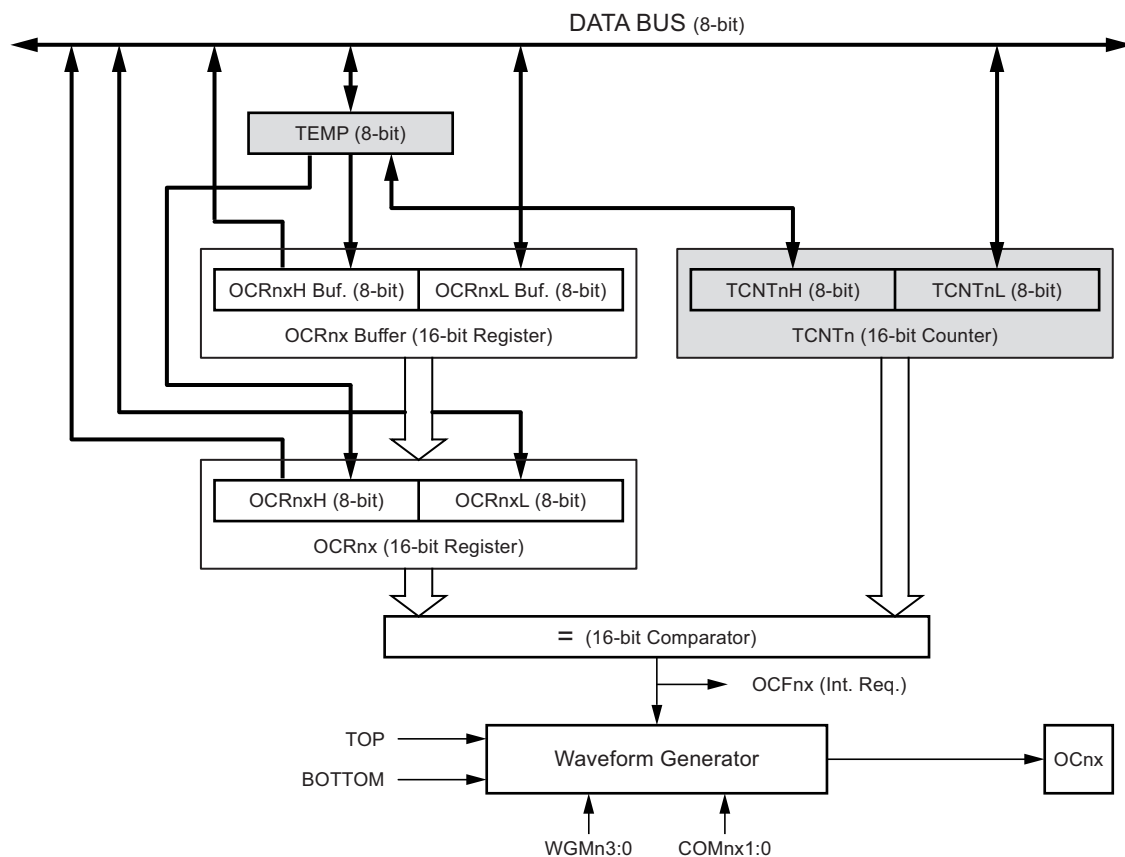 DATA BUS (8-bit)
TEMP (8-bit)
OCRnxH Buf. (8-bit)
OCRnxL Buf. (8-bit)
OCRnx Buffer (16-bit Register)
TCNTnH (8-bit)
TCNTnL (8-bit)
TCNTn (16-bit Counter)
OCRnxH (8-bit)
OCRnxL (8-bit)
OCRnx (16-bit Register)
= (16-bit Comparator)
OCFnx (Int. Req.)
TOP
BOTTOM
Waveform Generator
OCnx
WGMn3:0
COMnx1:0